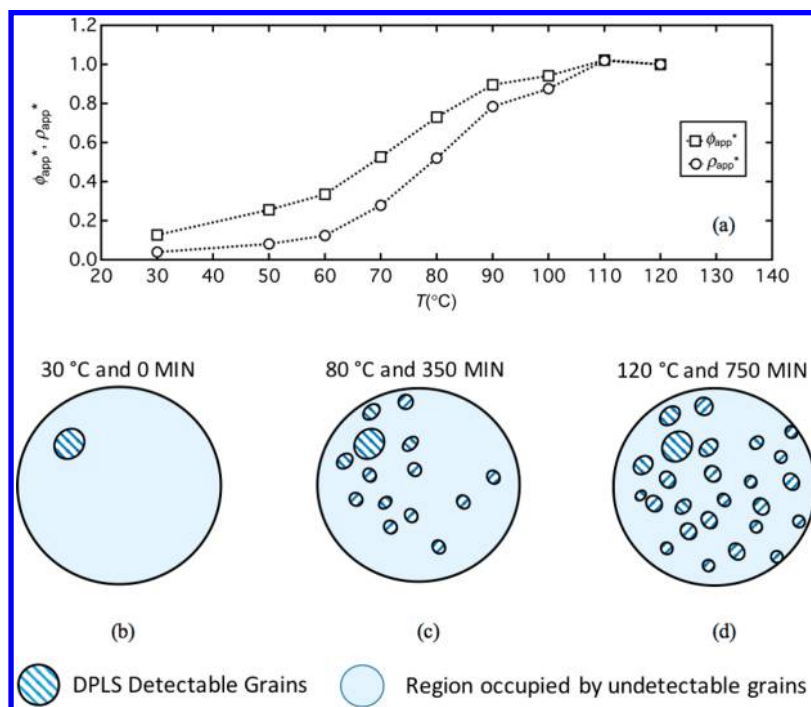 1.2
1.0
0.8
0.6
0.4
0.2
0.0
ϕapp*, ρapp*
ϕapp*
ρapp*
(a)
20 30 40 50 60 70 80 90 100 110 120 130 140
T(°C)
30 °C and 0 MIN 80 °C and 350 MIN 120 °C and 750 MIN
(b) (c) (d)
DPLS Detectable Grains Region occupied by undetectable grains